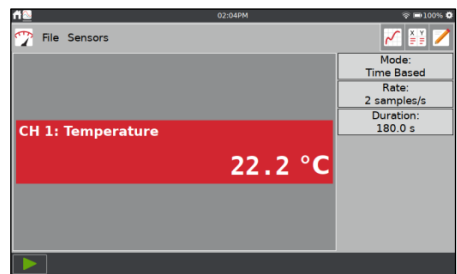 02:04PM
100%
File Sensors
X Y
Mode:
Time Based
Rate:
2 samples/s
Duration:
180.0 s
CH 1: Temperature
22.2 °C